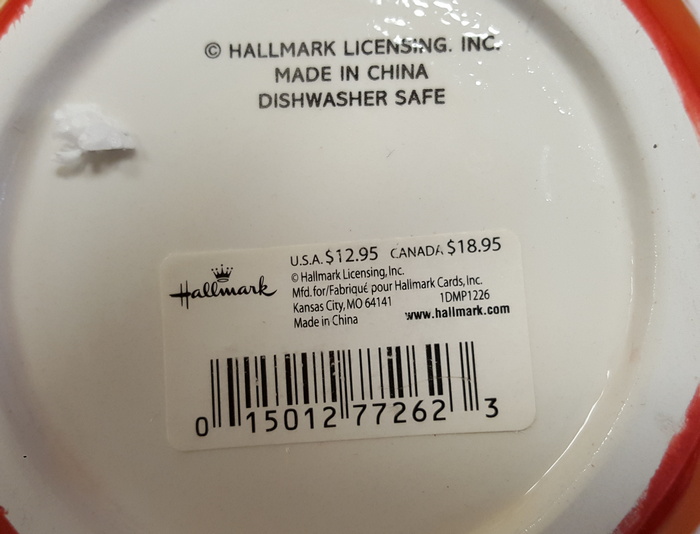 © HALLMARK LICENSING. INC.
MADE IN CHINA
DISHWASHER SAFE
U.S.A. $12.95 CANADA $18.95
Hallmark
© Hallmark Licensing, Inc.
Mfd. for/Fabriqué pour Hallmark Cards, Inc.
Kansas City, MO 64141 1DMP1226
Made in China www.hallmark.com
0 15012 77262 3